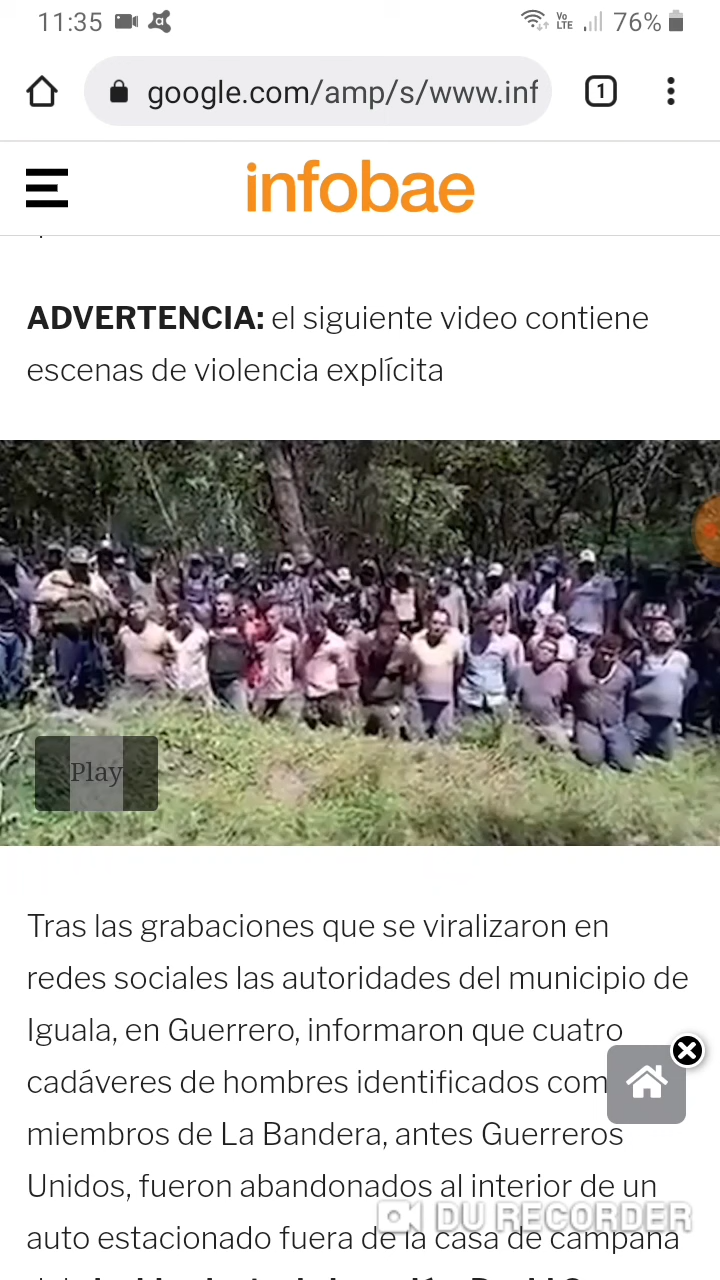 11:35
Vo LTE 76%
google.com/amp/s/www.inf
1
infobae
ADVERTENCIA: el siguiente video contiene
escenas de violencia explícita
Play
Tras las grabaciones que se viralizaron en
redes sociales las autoridades del municipio de
Iguala, en Guerrero, informaron que cuatro
cadáveres de hombres identificados com
miembros de La Bandera, antes Guerreros
Unidos, fueron abandonados al interior de un
auto estacionado fuera de la casa de campaña
DU RECORDER